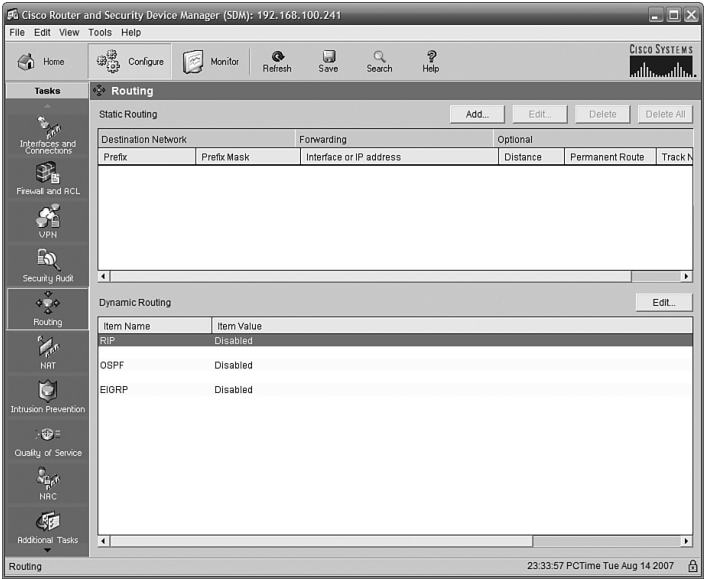 Cisco Router and Security Device Manager (SDM): 192.168.100.241
File Edit View Tools Help
Home Configure Monitor Refresh Save Search Help
CISCO SYSTEMS
Tasks
Interfaces and Connections
Firewall and ACL
VPN
Security Audit
Routing
NAT
Intrusion Prevention
Quality of Service
NAC
Additional Tasks
Routing
Static Routing Add... Edit... Delete Delete All
Destination Network Forwarding Optional
Prefix Prefix Mask Interface or IP address Distance Permanent Route Track N
Dynamic Routing Edit...
Item Name Item Value
RIP Disabled
OSPF Disabled
EIGRP Disabled
Routing 23:33:57 PCTime Tue Aug 14 2007